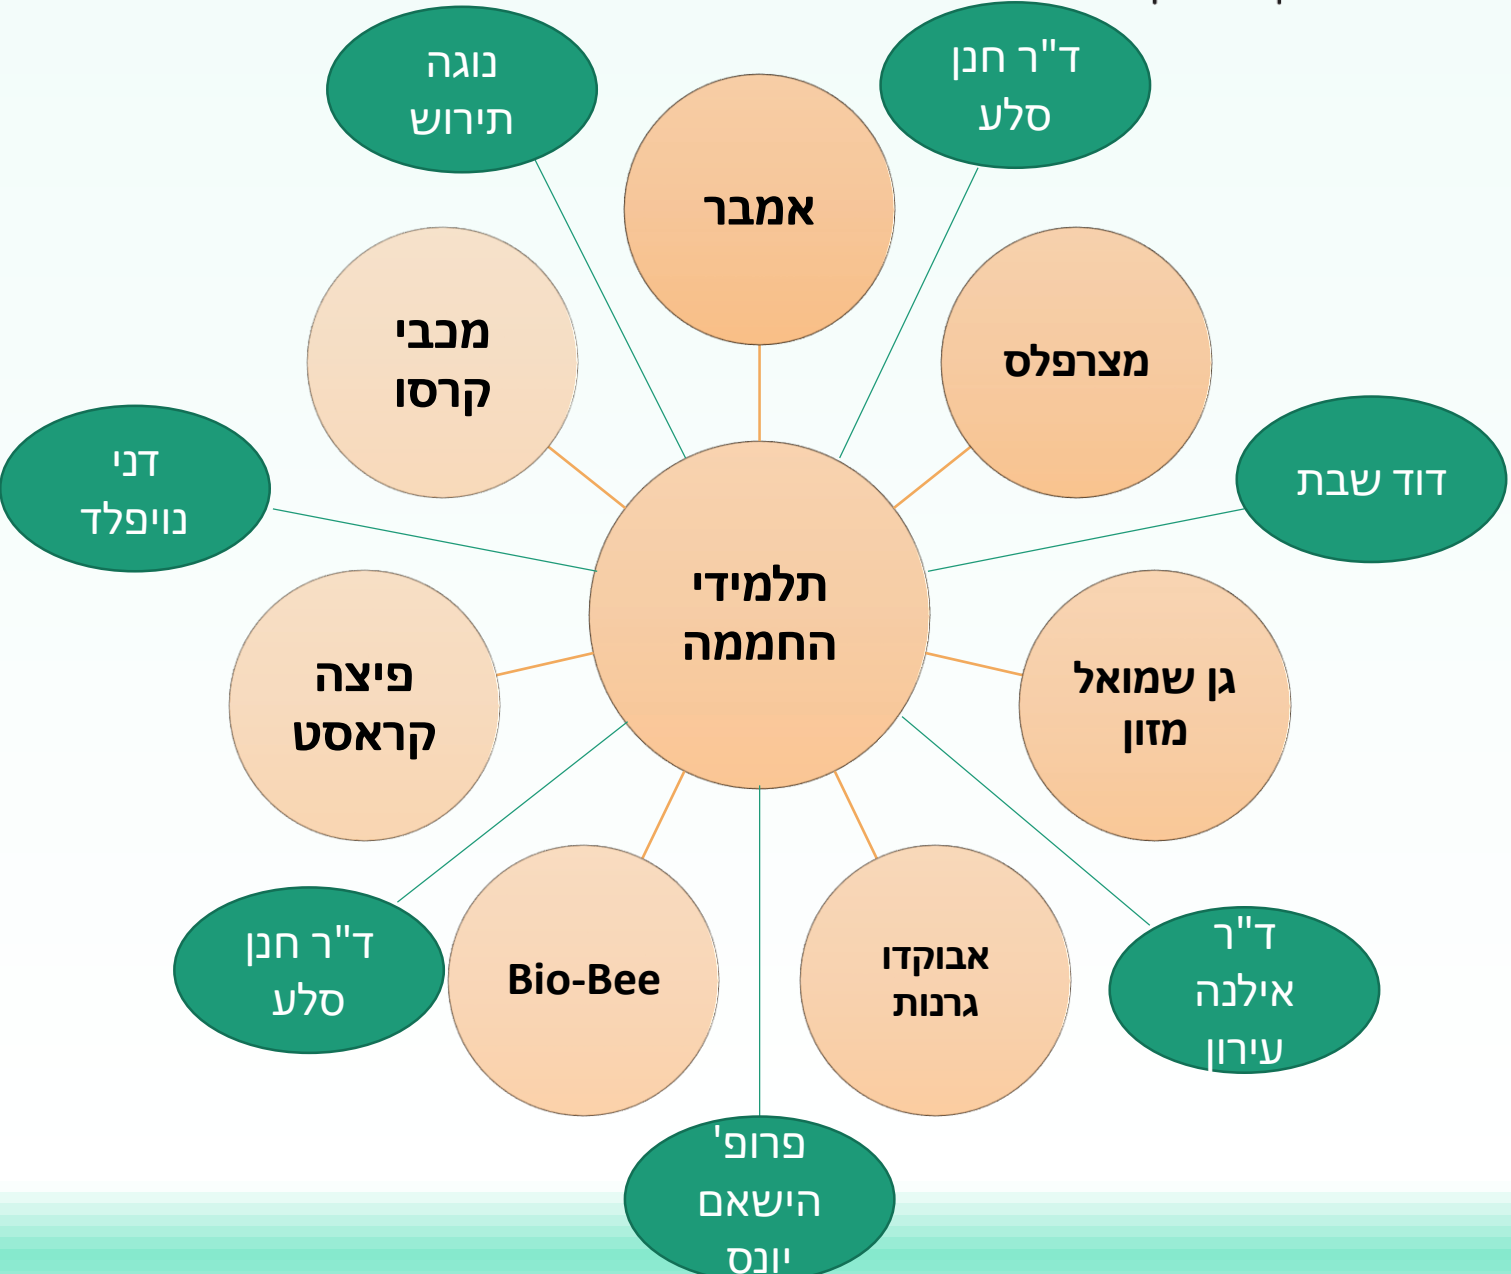 נוגה
תירוש
ד"ר חנן
סלע
אמבר
מכבי
קרסו
מצרפלס
דני
נויפלד
דוד שבת
תלמידי
החממה
פיצה
קראסט
גן שמואל
מזון
ד"ר חנן
סלע
Bio-Bee
אבוקדו
גרנות
ד"ר
אילנה
עירון
פרופ'
הישאם
יונס